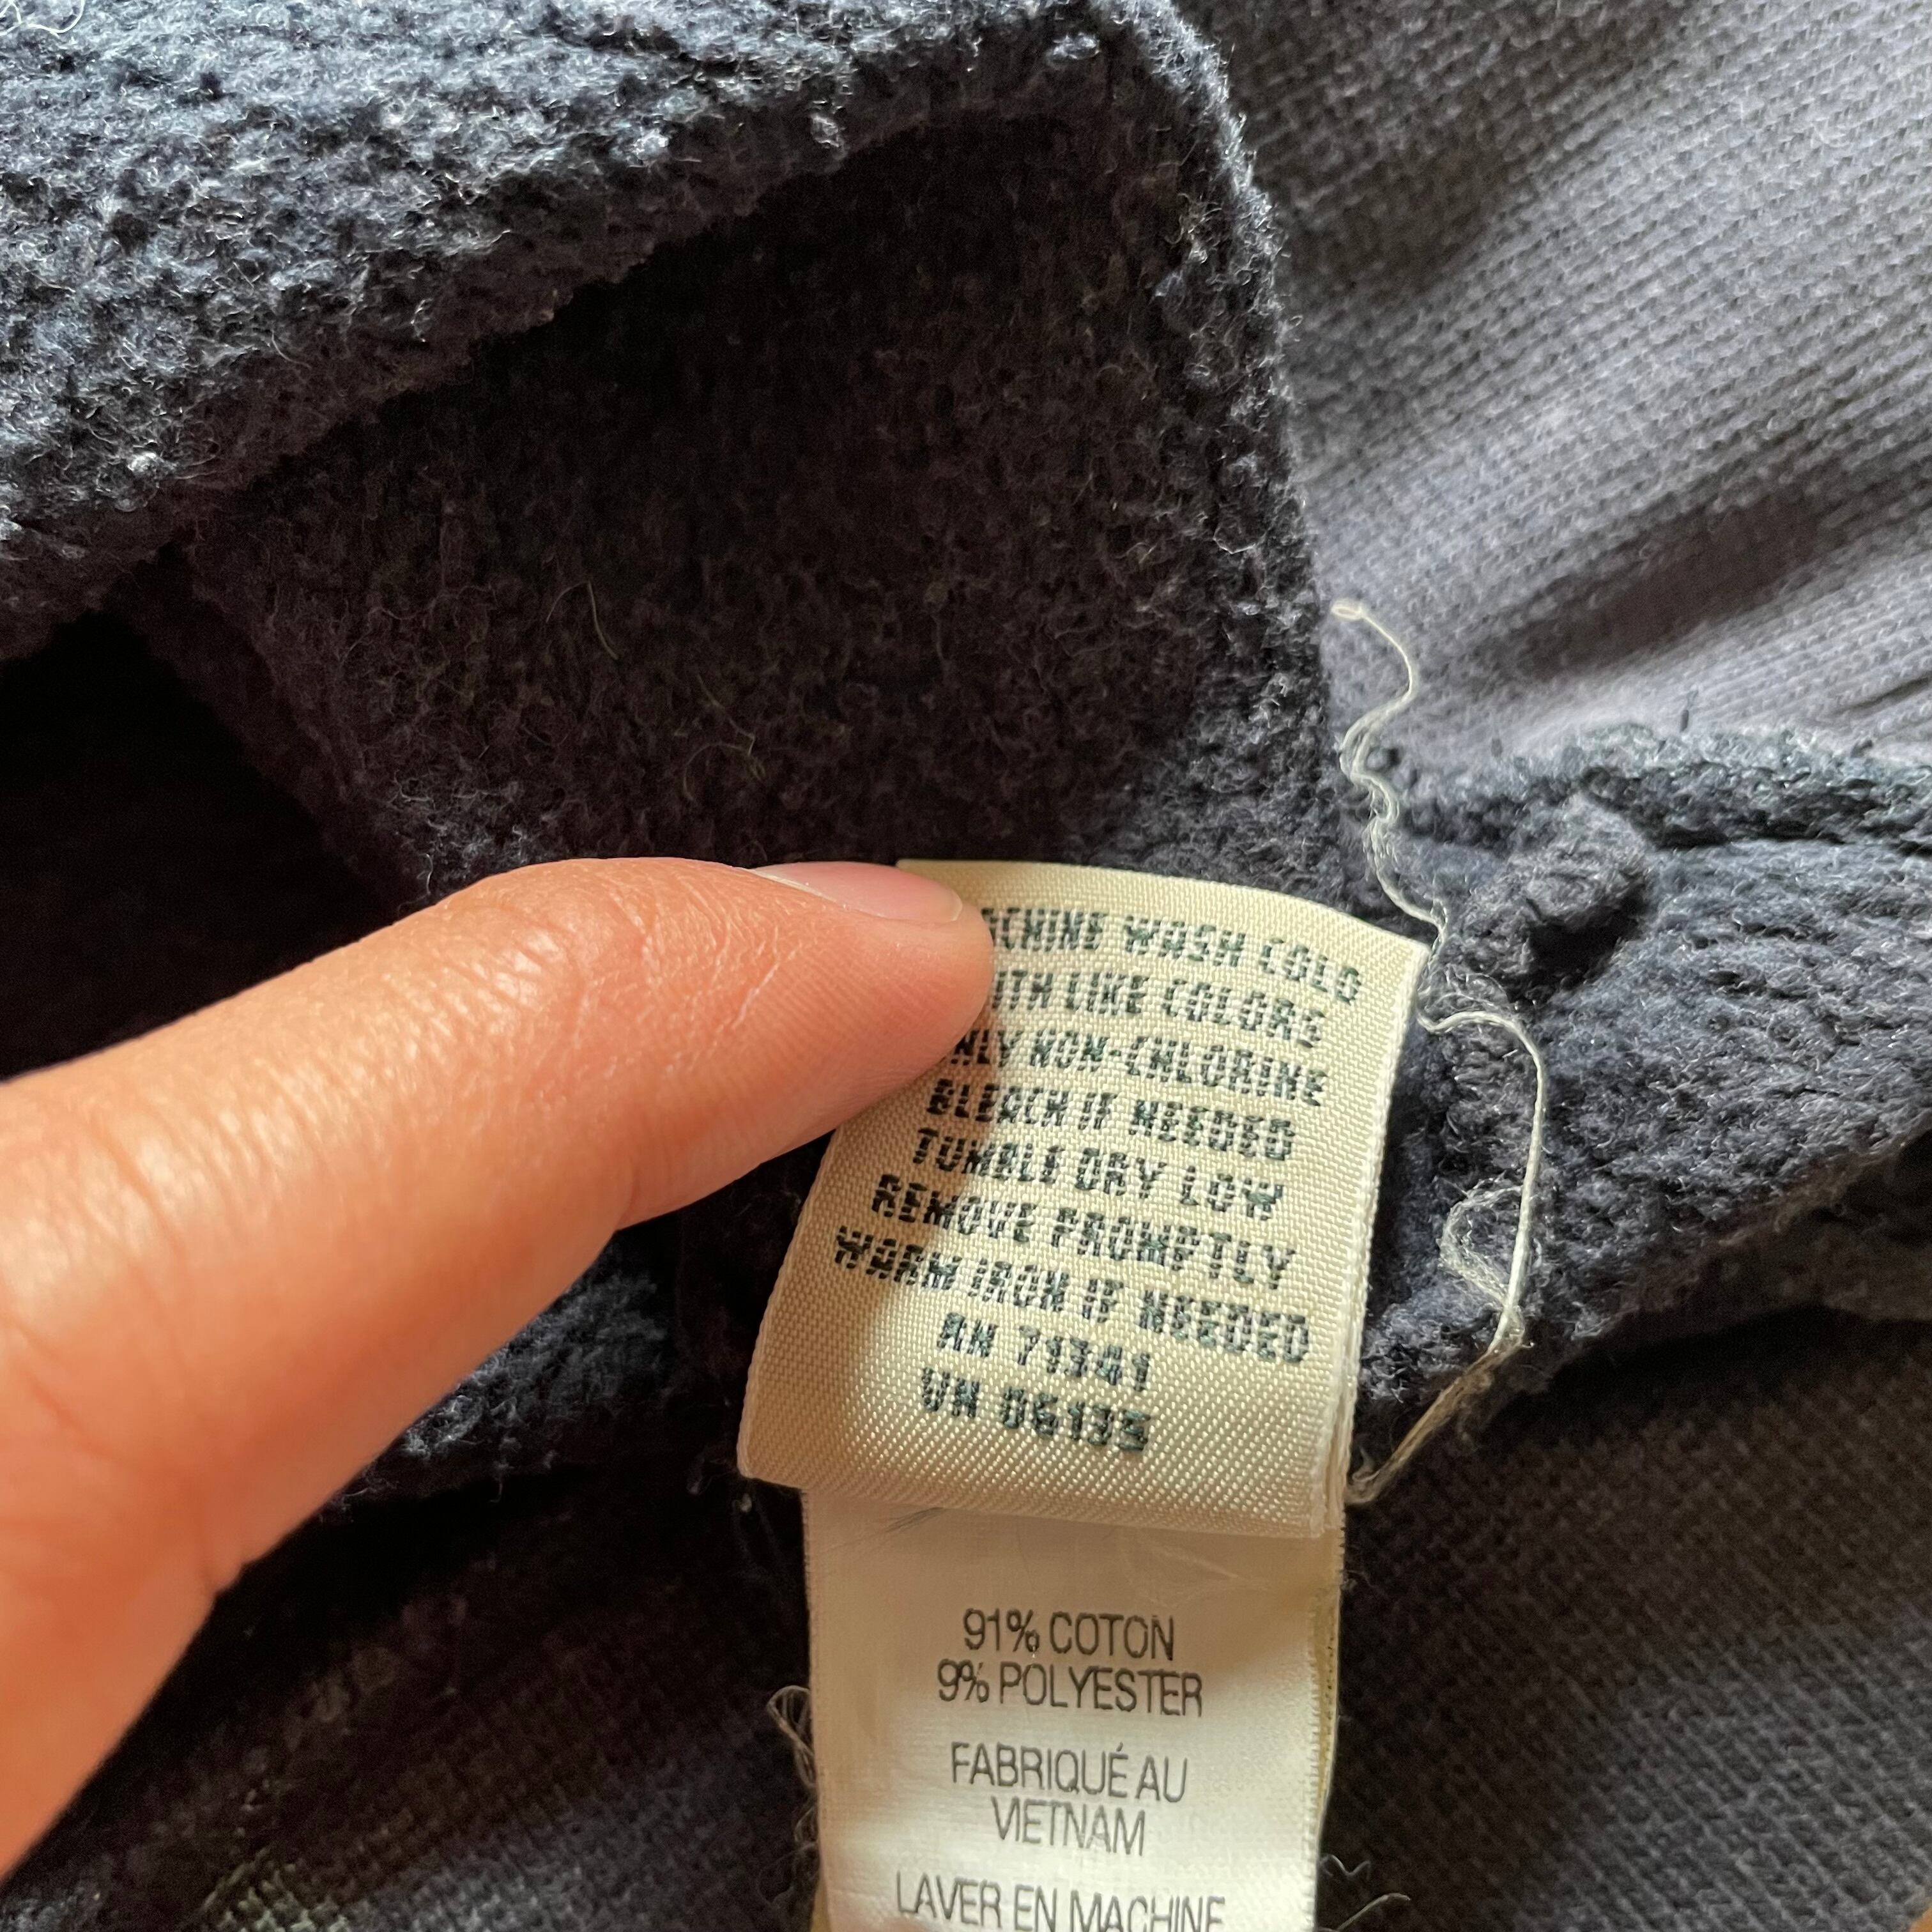 MACHINE WASH COLD
WITH LIKE COLORS
ONLY NON-CHLORINE
BLEACH IF NEEDED
TUMBLE DRY LOW
REMOVE PROMPTLY
WARM IRON IF NEEDED
RN 71341
VN 06135
91% COTON
9% POLYESTER
FABRIQUÉ AU
VIETNAM
LAVER EN MACHINE